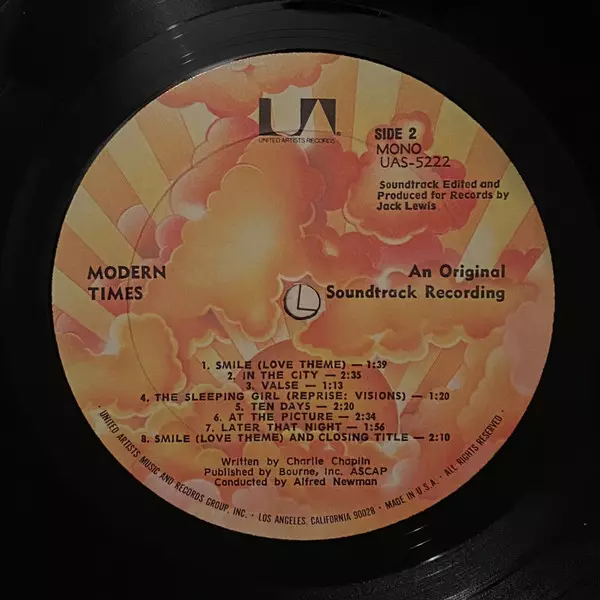 UA
UNITED ARTISTS RECORDS
SIDE 2
MONO
UAS-5222
Soundtrack Edited and
Produced for Records by
Jack Lewis
MODERN
TIMES
An Original
Soundtrack Recording
1. SMILE (LOVE THEME) — 1:39
2. IN THE CITY — 2:35
3. VALSE — 1:13
4. THE SLEEPING GIRL (REPRISE: VISIONS) — 1:20
5. TEN DAYS — 2:20
6. AT THE PICTURE — 2:34
7. LATER THAT NIGHT — 1:56
8. SMILE (LOVE THEME) AND CLOSING TITLE — 2:10
Written by Charlie Chaplin
Published by Bourne, Inc. ASCAP
Conducted by Alfred Newman
• UNITED ARTISTS MUSIC AND RECORDS GROUP, INC. • LOS ANGELES, CALIFORNIA 90028 • MADE IN U.S.A. • ALL RIGHTS RESERVED •